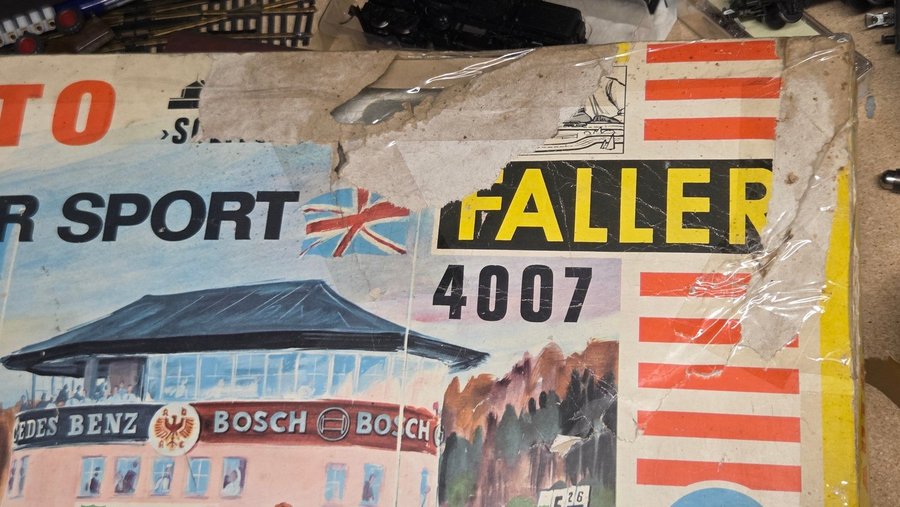 TO
R SPORT
FALLER
4007
EDES BENZ
BOSCH BOSCH